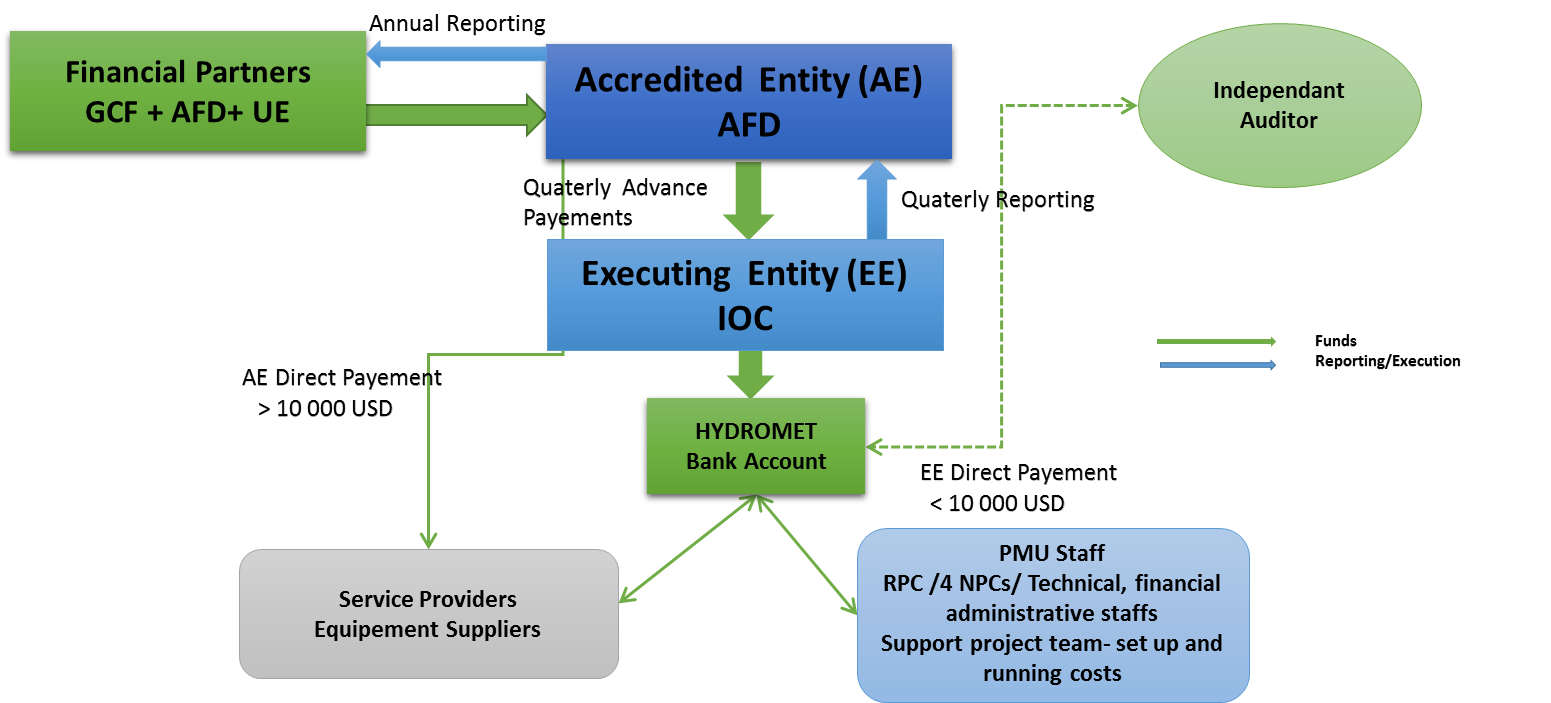 Annual Reporting
Financial Partners
GCF + AFD+ UE
Accredited Entity (AE)
AFD
Independant
Auditor
Quaterly Advance
Payements
Quaterly Reporting
Executing Entity (EE)
IOC
Funds
Reporting/Execution
AE Direct Payement
> 10 000 USD
HYDROMET
Bank Account
EE Direct Payement
< 10 000 USD
Service Providers
Equipement Suppliers
PMU Staff
RPC /4 NPCs/ Technical, financial
administrative staffs
Support project team- set up and
running costs